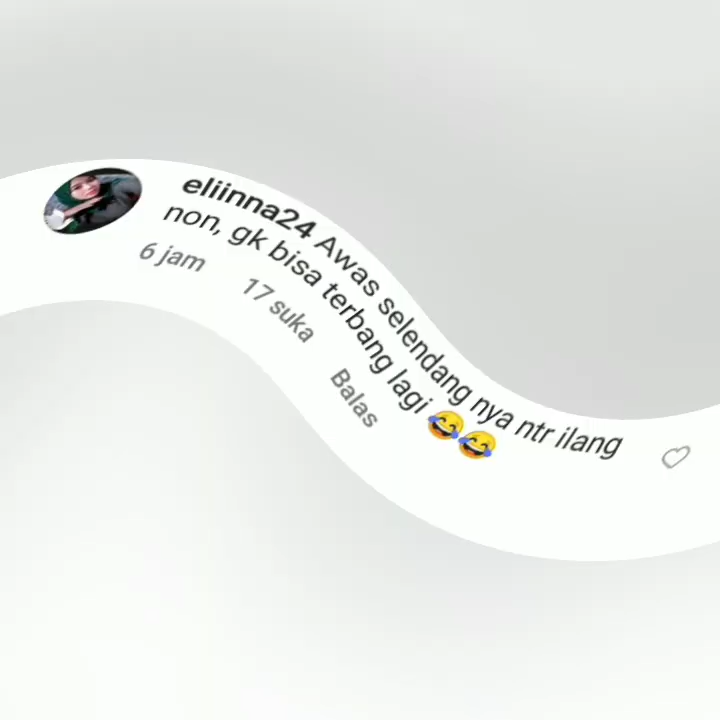 eliinna24 Awas selendang nya ntr ilang
non, gk bisa terbang lagi 😂😂
6 jam 17 suka Balas